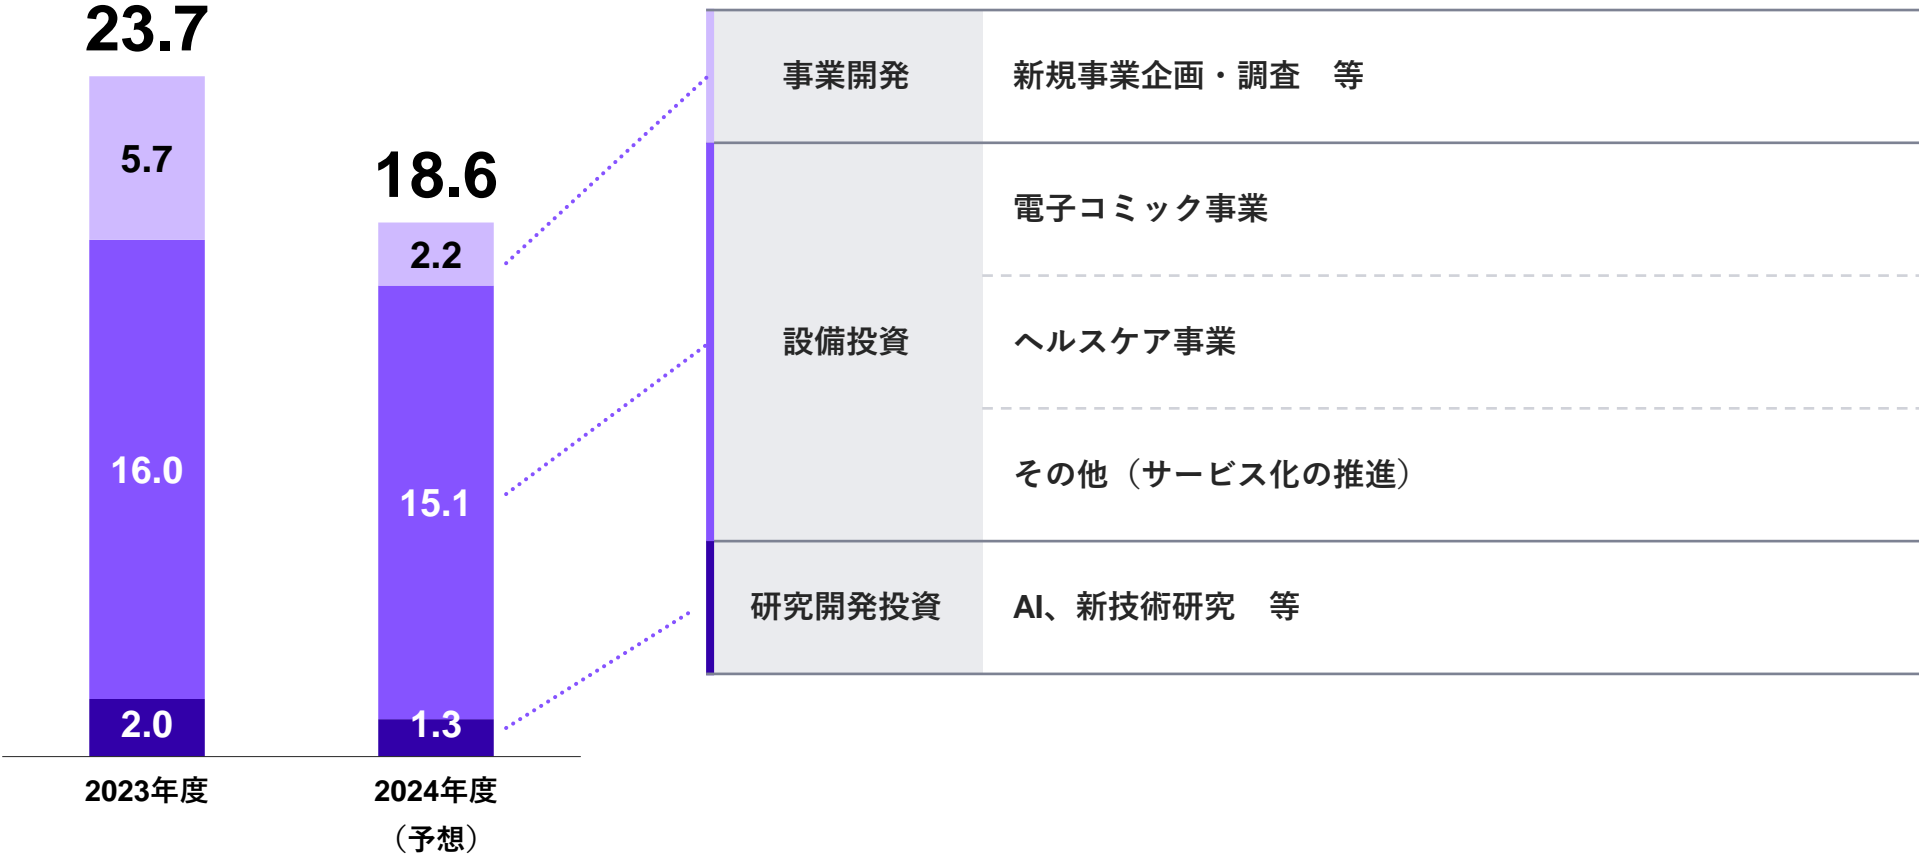 23.7
5.7
16.0
2.0
2023年度
18.6
2.2
15.1
1.3
2024年度
（予想）
事業開発
新規事業企画・調査　等
設備投資
電子コミック事業
ヘルスケア事業
その他（サービス化の推進）
研究開発投資
AI、新技術研究　等